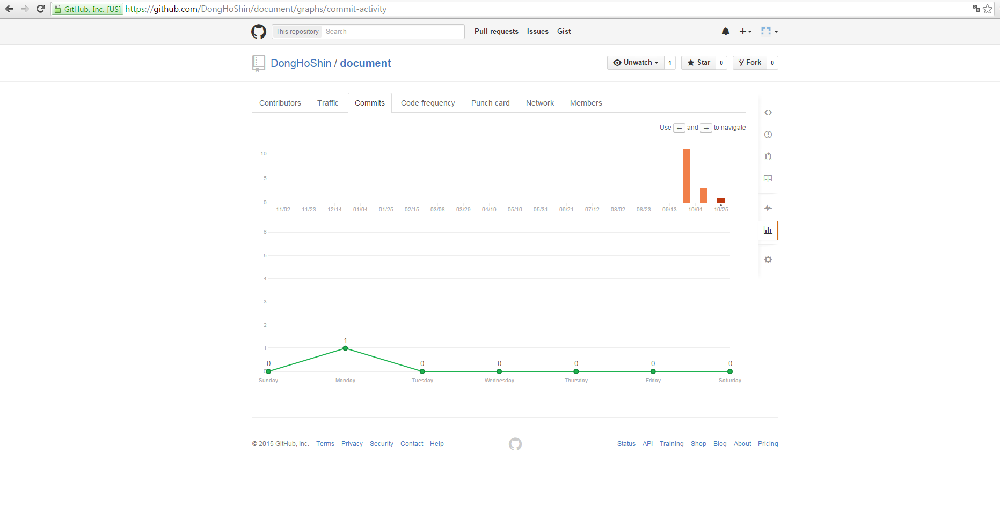 GitHub, Inc. [US] https://github.com/DongHoShin/document/graphs/commit-activity
This repository Search Pull requests Issues Gist
DongHoShin / document Unwatch 1 Star 0 Fork 0
Contributors Traffic Commits Code frequency Punch card Network Members
Use ← and → to navigate
10
5
0
11/02 11/23 12/14 01/04 01/25 02/15 03/08 03/29 04/19 05/10 05/31 06/21 07/12 08/02 08/23 09/13 10/04 10/25
6
5
4
3
2
1
1
0 0 0 0 0 0
0
Sunday Monday Tuesday Wednesday Thursday Friday Saturday
© 2015 GitHub, Inc. Terms Privacy Security Contact Help Status API Training Shop Blog About Pricing